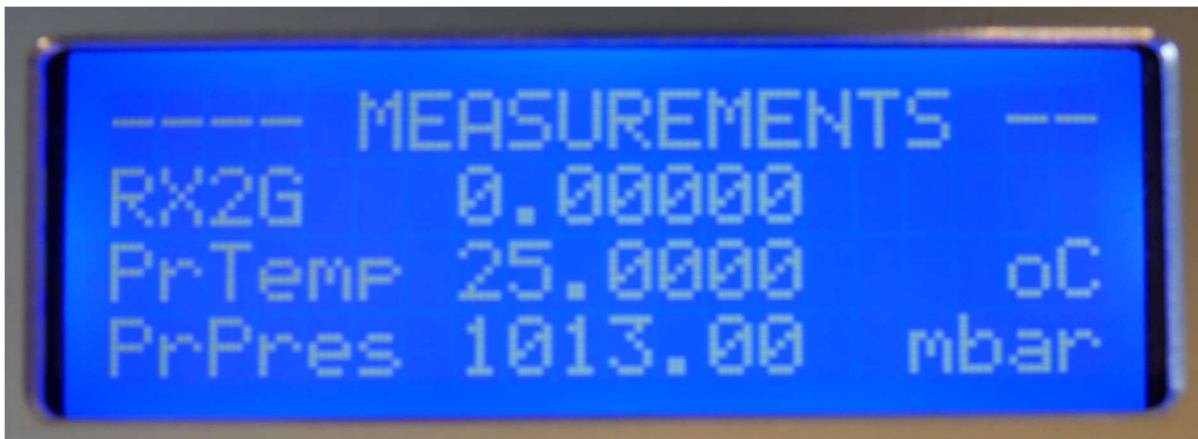 ---- MEASUREMENTS --
RX2G 0.00000
PrTemp 25.0000 oC
PrPres 1013.00 mbar